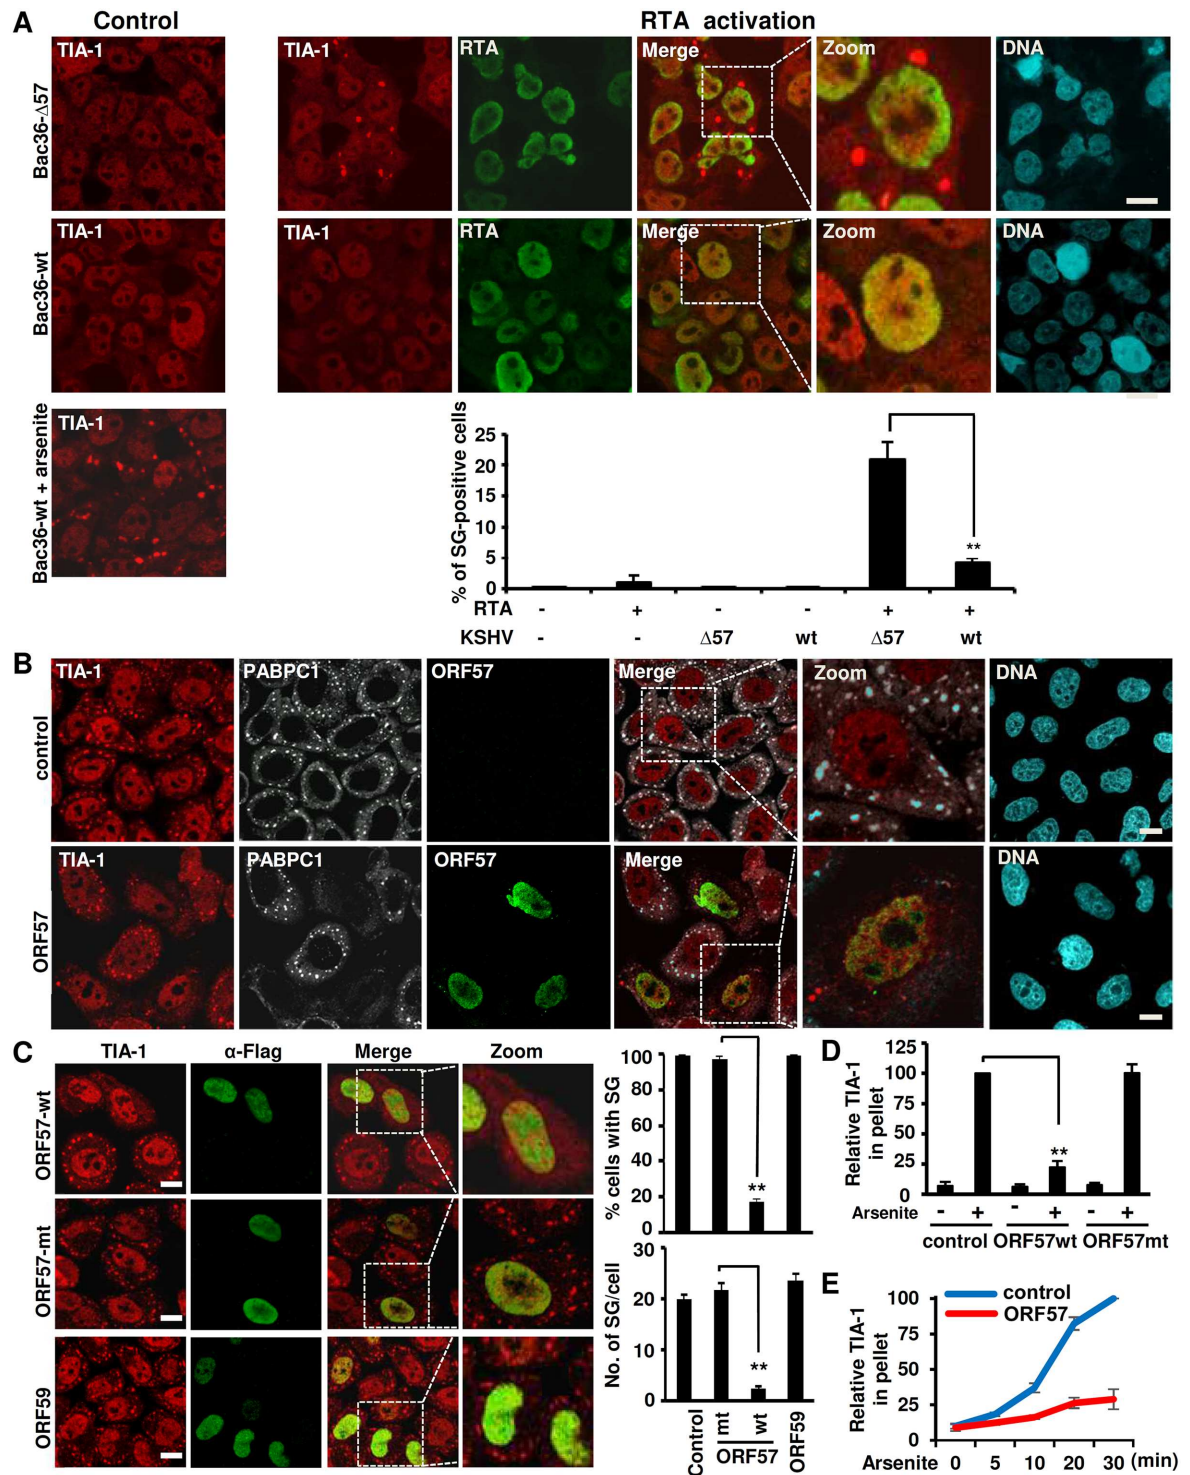 A Control RTA activation
Bac36-Δ57
TIA-1 TIA-1 RTA Merge Zoom DNA
Bac36-wt
TIA-1 TIA-1 RTA Merge Zoom DNA
Bac36-wt + arsenite
TIA-1
% of SG-positive cells
25
20
15
10
5
0
RTA - + - - + +
KSHV - - Δ57 wt Δ57 wt
**
B
control
TIA-1 PABPC1 ORF57 Merge Zoom DNA
ORF57
TIA-1 PABPC1 ORF57 Merge DNA
C TIA-1 α-Flag Merge Zoom
ORF57-wt
ORF57-mt
ORF59
% cells with SG
100
80
60
40
20
0
**
No. of SG/cell
30
20
10
0
**
Control mt wt ORF59
ORF57
D
Relative TIA-1
in pellet
125
100
75
50
25
0
**
Arsenite - + - + - +
control ORF57wt ORF57mt
E
control
ORF57
Relative TIA-1
in pellet
100
75
50
25
0
Arsenite 0 5 10 20 30 (min)